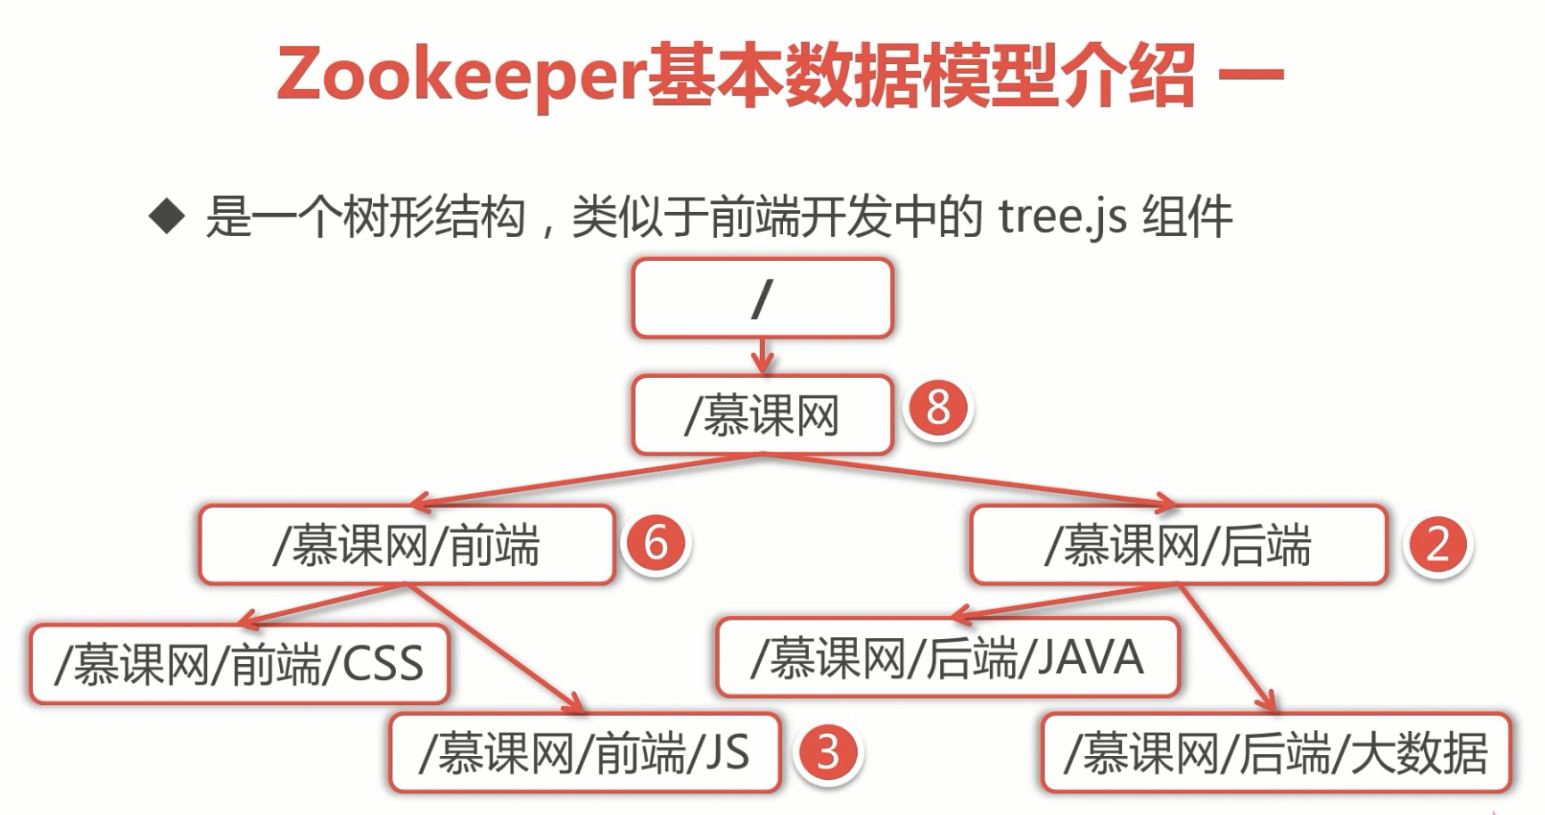 Zookeeper基本数据模型介绍 一
◆ 是一个树形结构，类似于前端开发中的 tree.js 组件
/
/慕课网 8
/慕课网/前端 6
/慕课网/后端 2
/慕课网/前端/CSS
/慕课网/后端/JAVA
/慕课网/前端/JS 3
/慕课网/后端/大数据